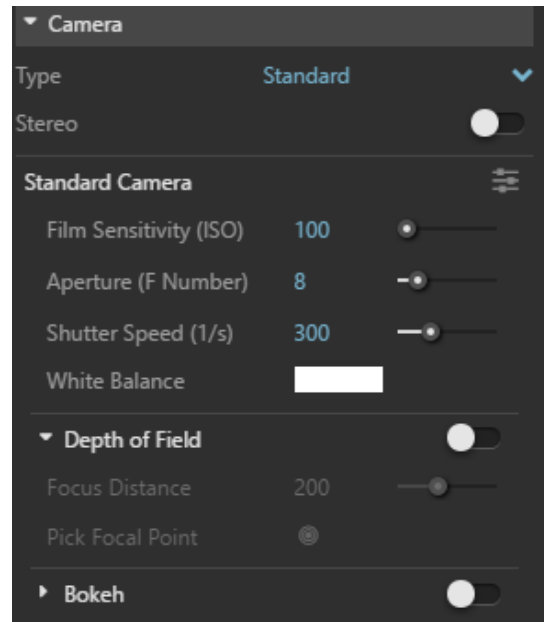 Camera
Type Standard
Stereo
Standard Camera
Film Sensitivity (ISO) 100
Aperture (F Number) 8
Shutter Speed (1/s) 300
White Balance
Depth of Field
Focus Distance 200
Pick Focal Point
Bokeh